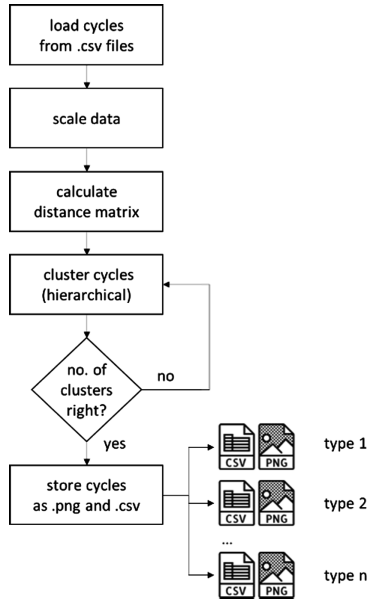 load cycles
from .csv files
scale data
calculate
distance matrix
cluster cycles
(hierarchical)
no. of
clusters
right?
no
yes
store cycles
as .png and .csv
CSV PNG type 1
CSV PNG type 2
...
CSV PNG type n